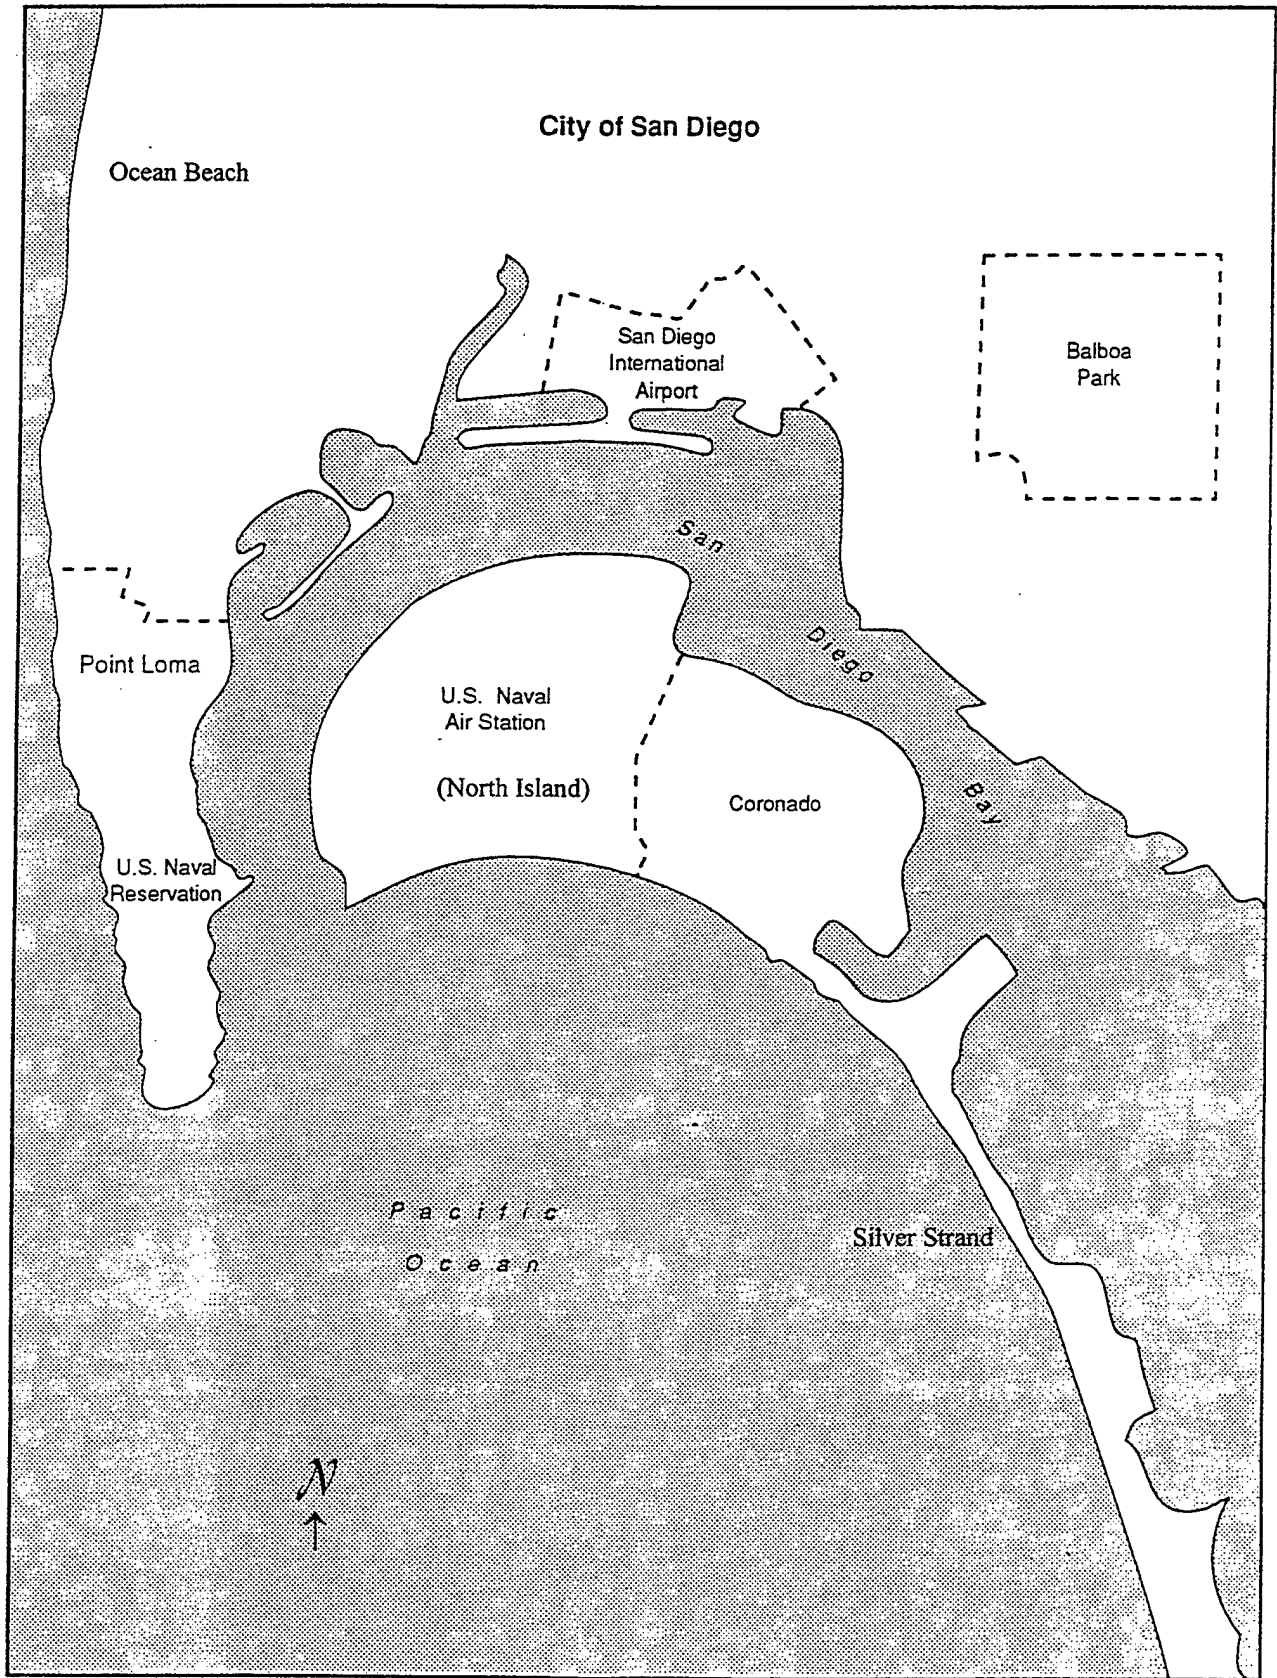 City of San Diego
Ocean Beach
San Diego
International
Airport
Balboa
Park
San
Diego
Bay
Point Loma
U.S. Naval
Air Station
(North Island)
Coronado
U.S. Naval
Reservation
Pacific
Ocean
Silver Strand
N